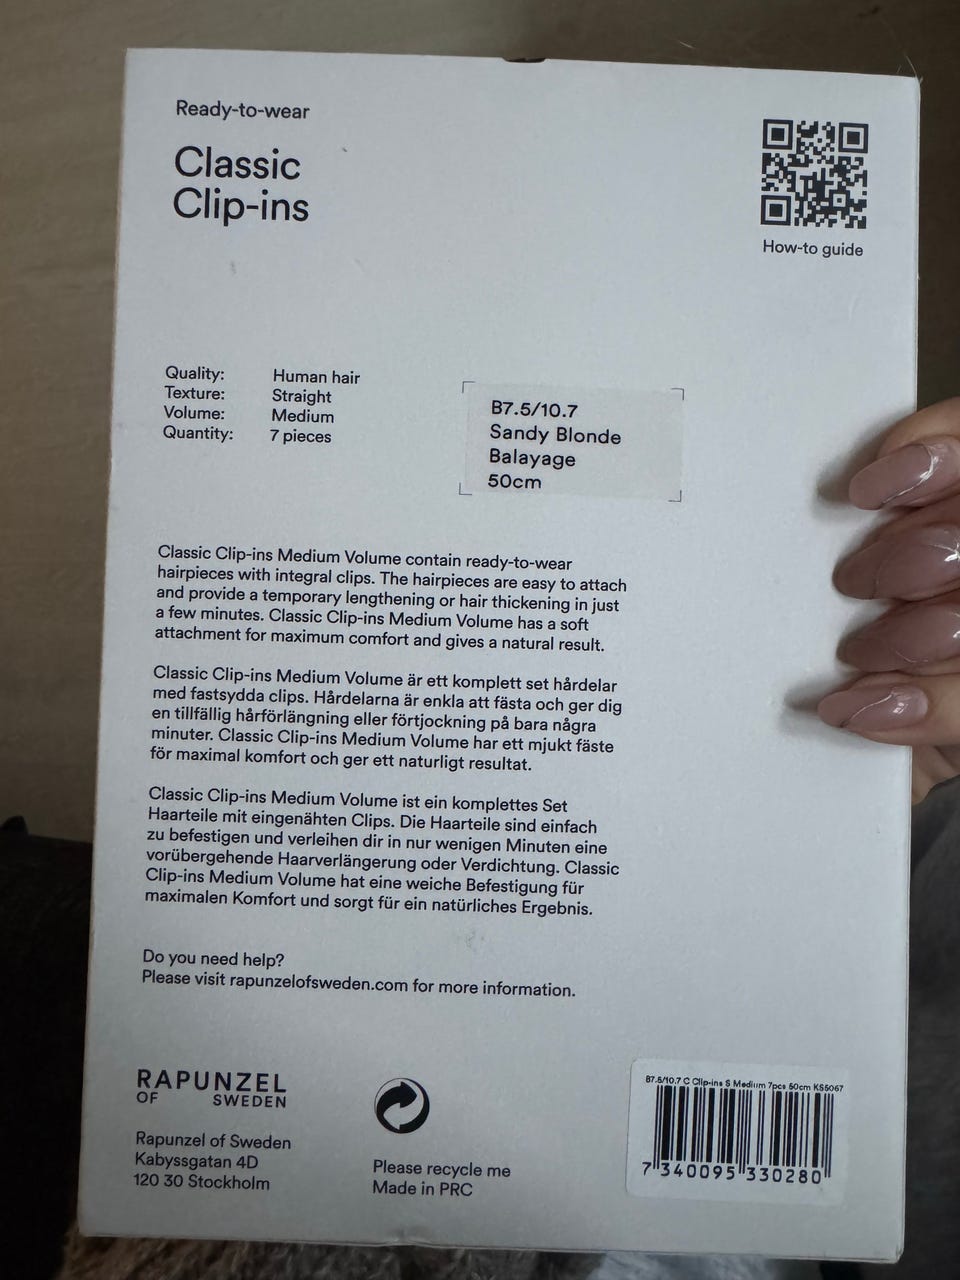 Ready-to-wear
Classic
Clip-ins
How-to guide
Quality: Human hair
Texture: Straight
Volume: Medium
Quantity: 7 pieces
B7.5/10.7
Sandy Blonde
Balayage
50cm
Classic Clip-ins Medium Volume contain ready-to-wear
hairpieces with integral clips. The hairpieces are easy to attach
and provide a temporary lengthening or hair thickening in just
a few minutes. Classic Clip-ins Medium Volume has a soft
attachment for maximum comfort and gives a natural result.
Classic Clip-ins Medium Volume är ett komplett set hårdelar
med fastsydda clips. Hårdelarna är enkla att fästa och ger dig
en tillfällig hårförlängning eller förtjockning på bara några
minuter. Classic Clip-ins Medium Volume har ett mjukt fäste
för maximal komfort och ger ett naturligt resultat.
Classic Clip-ins Medium Volume ist ein komplettes Set
Haarteile mit eingenähten Clips. Die Haarteile sind einfach
zu befestigen und verleihen dir in nur wenigen Minuten eine
vorübergehende Haarverlängerung oder Verdichtung. Classic
Clip-ins Medium Volume hat eine weiche Befestigung für
maximalen Komfort und sorgt für ein natürliches Ergebnis.
Do you need help?
Please visit rapunzelofsweden.com for more information.
RAPUNZEL
OF SWEDEN
Rapunzel of Sweden
Kabyssgatan 4D
120 30 Stockholm
Please recycle me
Made in PRC
B7.5/10.7 C Clip-ins S Medium 7pcs 50cm KS5067
7 340095 330280